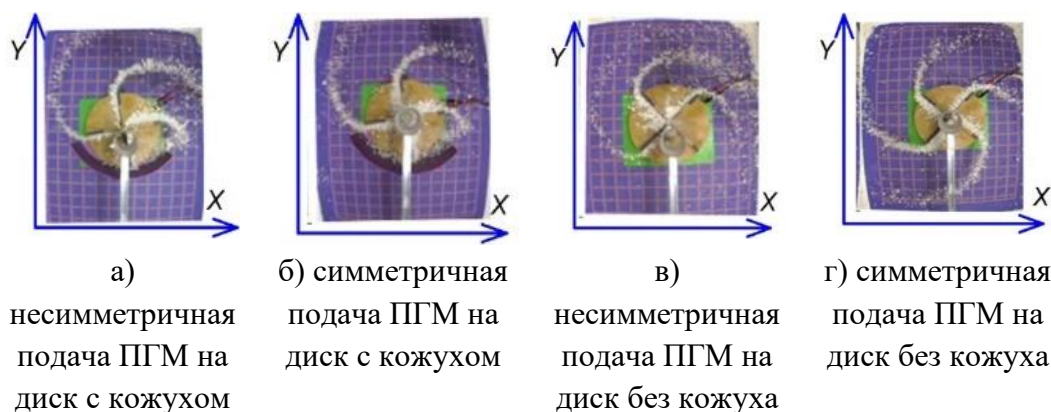 Y
X
Y
X
Y
X
Y
X
а)
несимметричная
подача ПГМ на
диск с кожухом
б) симметричная
подача ПГМ на
диск с кожухом
в)
несимметричная
подача ПГМ на
диск без кожуха
г) симметричная
подача ПГМ на
диск без кожуха